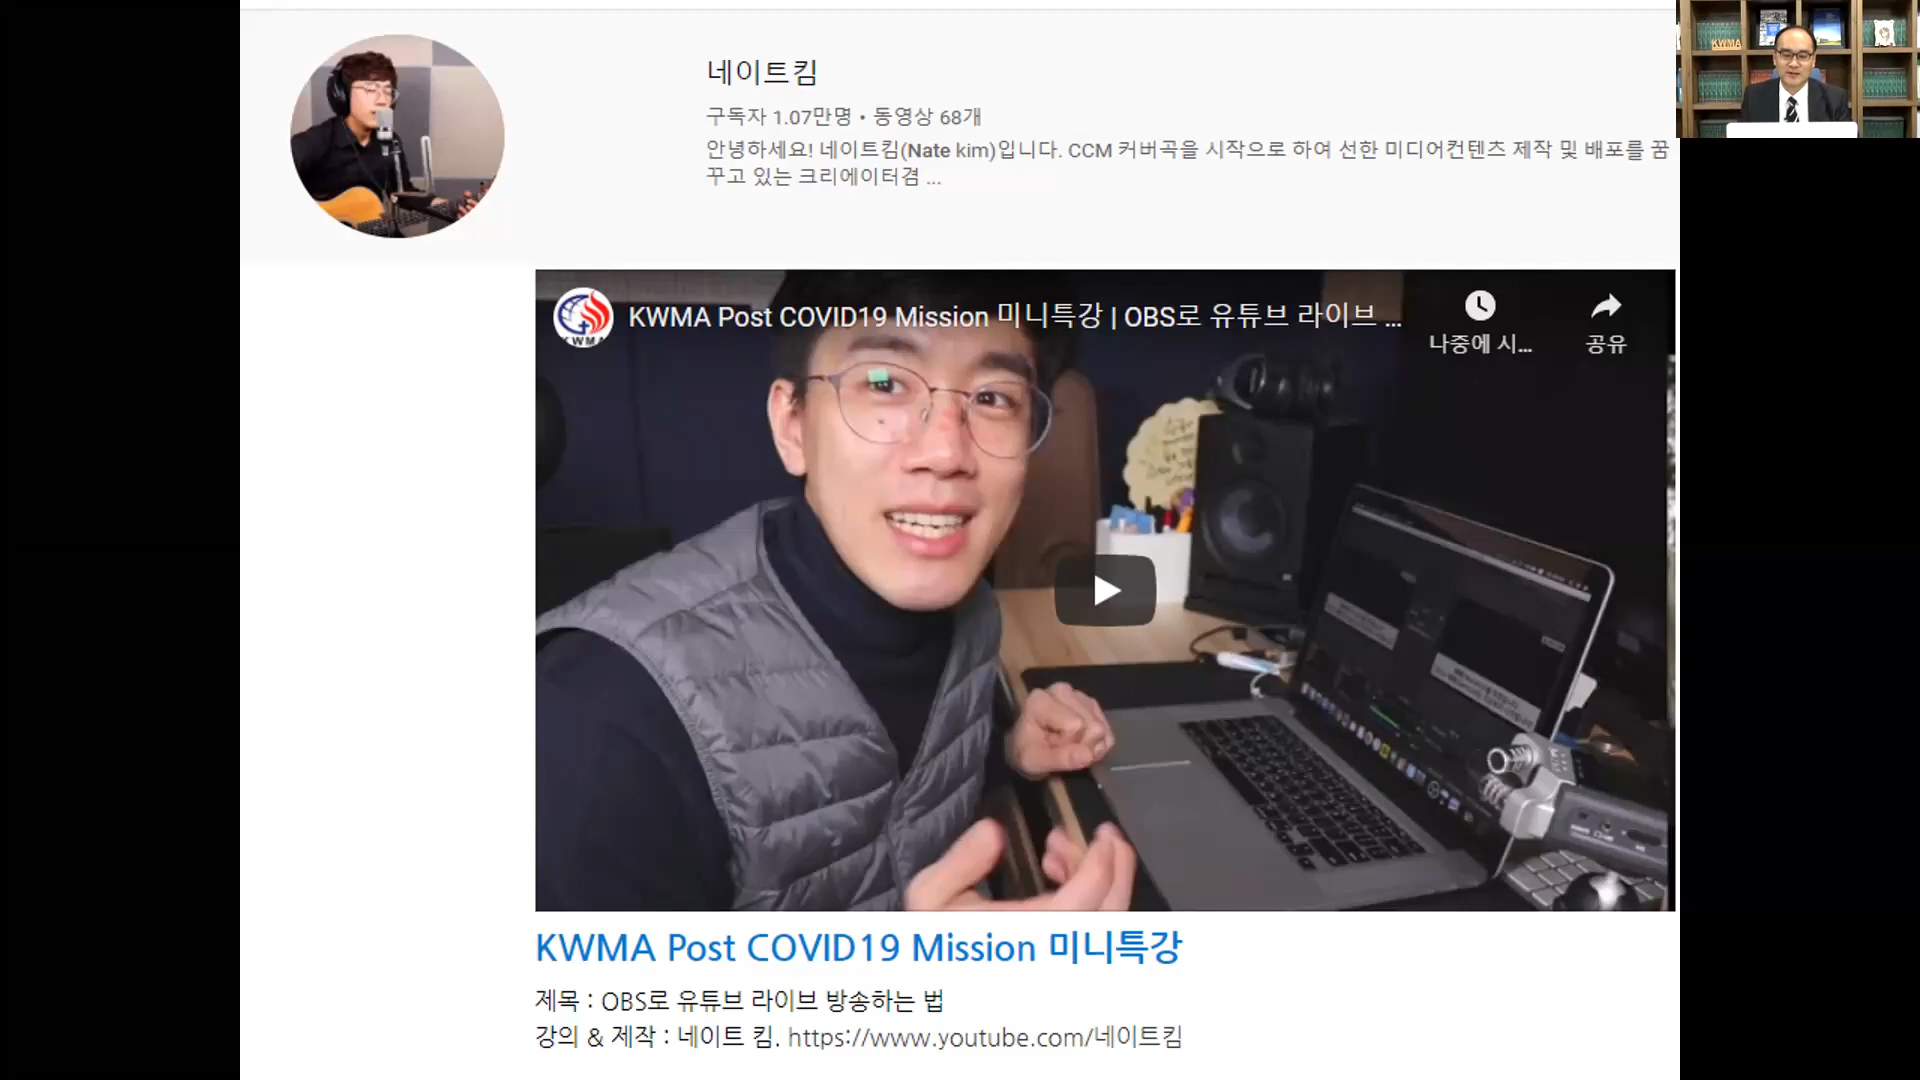 네이트킴
구독자 1.07만명 • 동영상 68개
안녕하세요! 네이트킴(Nate kim)입니다. CCM 커버곡을 시작으로 하여 선한 미디어컨텐츠 제작 및 배포를 꿈
꾸고 있는 크리에이터겸 ...
KWMA
KWMA Post COVID19 Mission 미니특강 | OBS로 유튜브 라이브 ...
나중에 시...
공유
KWMA
KWMA Post COVID19 Mission 미니특강
제목 : OBS로 유튜브 라이브 방송하는 법
강의 & 제작 : 네이트 킴. https://www.youtube.com/네이트킴